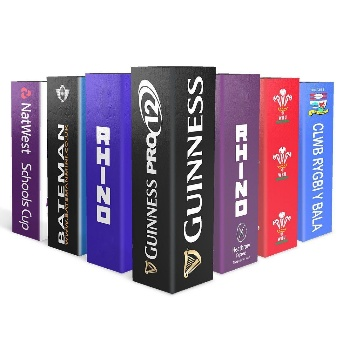 NatWest Schools Cup
BATEMAN
RHINO
GUINNESS PRO12
GUINNESS
RHINO
CLWB RYGBI Y BALA